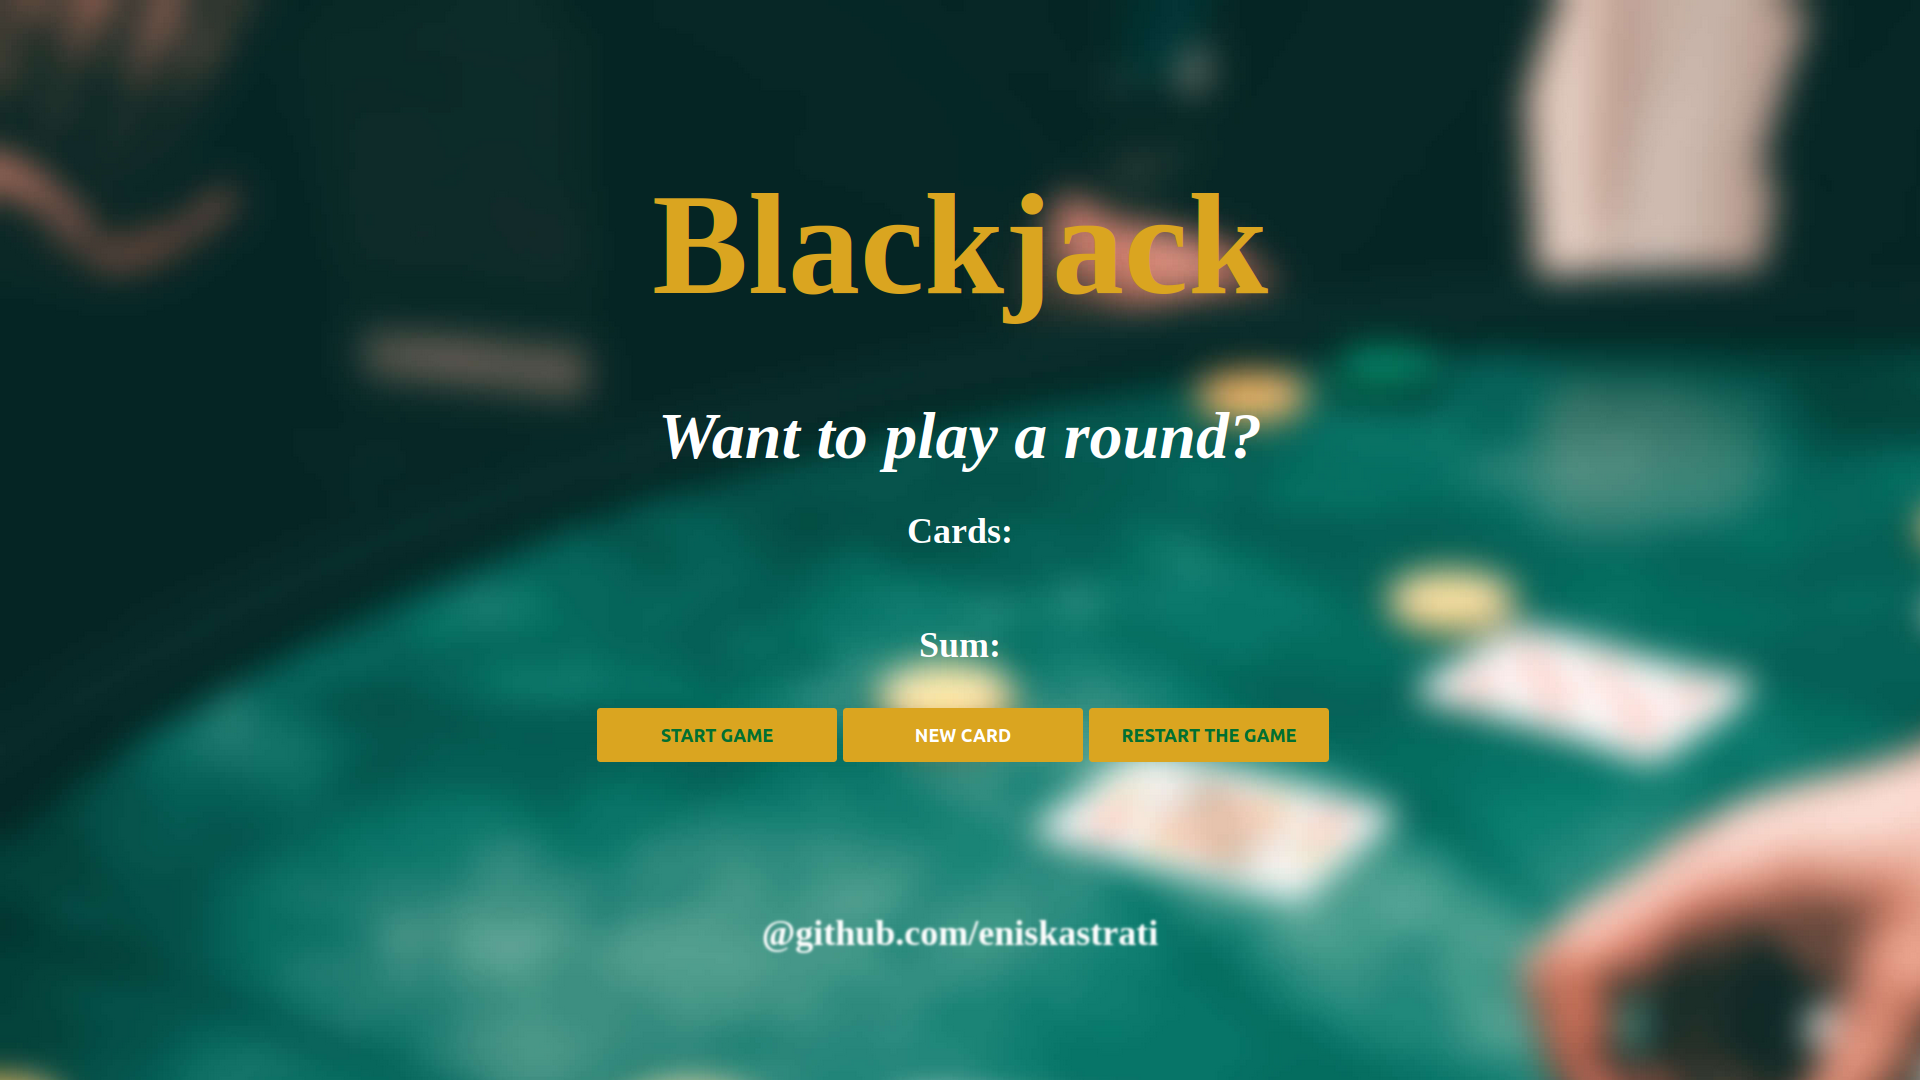 Blackjack
Want to play a round?
Cards:
Sum:
START GAME NEW CARD RESTART THE GAME
@github.com/eniskastrati